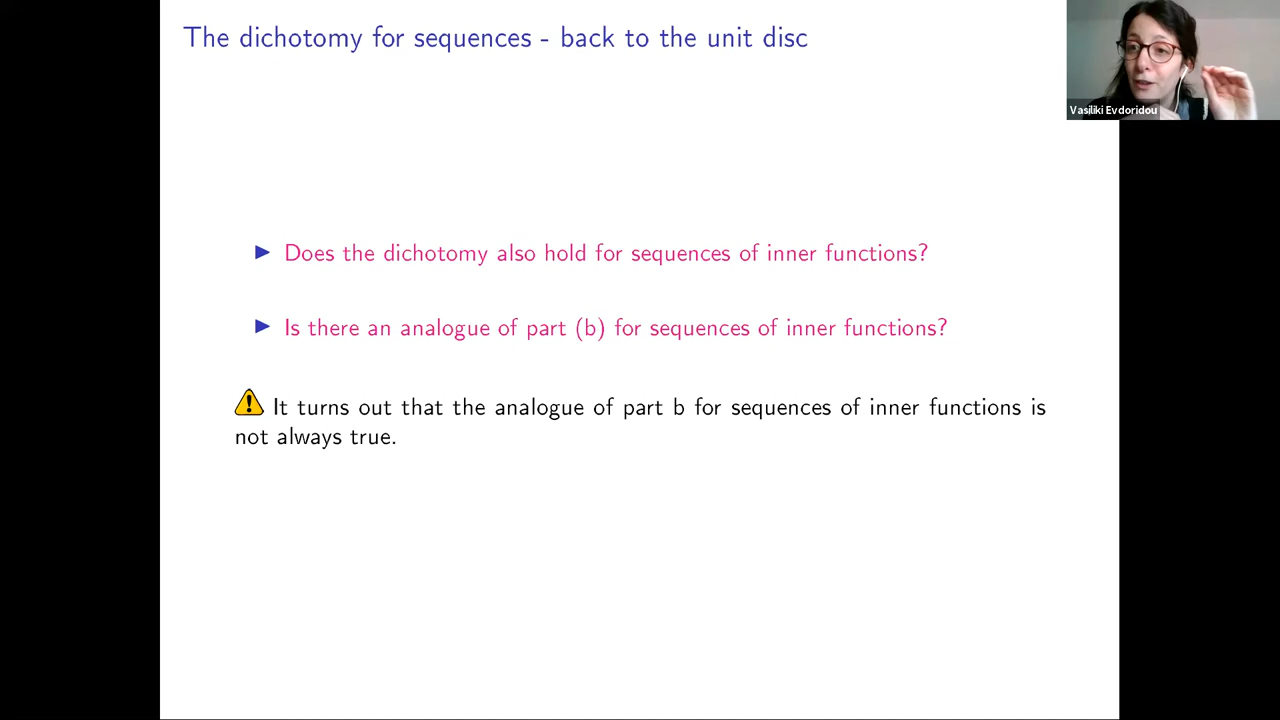 The dichotomy for sequences - back to the unit disc
Vasiliki Evdoridou
Does the dichotomy also hold for sequences of inner functions?
Is there an analogue of part (b) for sequences of inner functions?
It turns out that the analogue of part b for sequences of inner functions is
not always true.